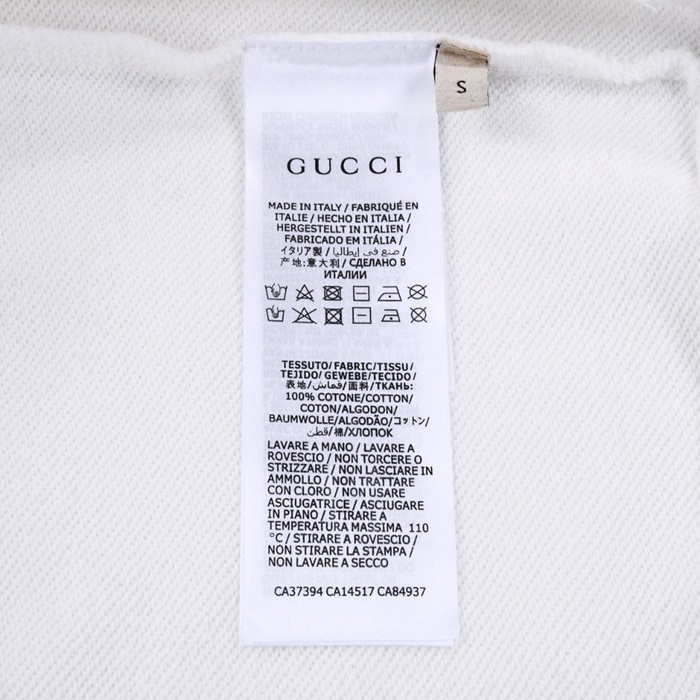 S
GUCCI
MADE IN ITALY / FABRIQUÉ EN
ITALIE / HECHO EN ITALIA /
HERGESTELLT IN ITALIEN /
FABRICADO EM ITÁLIA /
イタリア製 / صنع في إيطاليا /
产地:意大利 / СДЕЛАНО В
ИТАЛИИ
TESSUTO/FABRIC/TISSU/
TEJIDO/GEWEBE/TECIDO/
表地/قماش/面料/ТКАНЬ:
100% COTONE/COTTON/
COTON/ALGODON/
BAUMWOLLE/ALGODÃO/コットン/
قطن/棉/ХЛОПОК
LAVARE A MANO / LAVARE A
ROVESCIO / NON TORCERE O
STRIZZARE / NON LASCIARE IN
AMMOLLO / NON TRATTARE
CON CLORO / NON USARE
ASCIUGATRICE / ASCIUGARE
IN PIANO / STIRARE A
TEMPERATURA MASSIMA 110
°C / STIRARE A ROVESCIO /
NON STIRARE LA STAMPA /
NON LAVARE A SECCO
CA37394 CA14517 CA84937